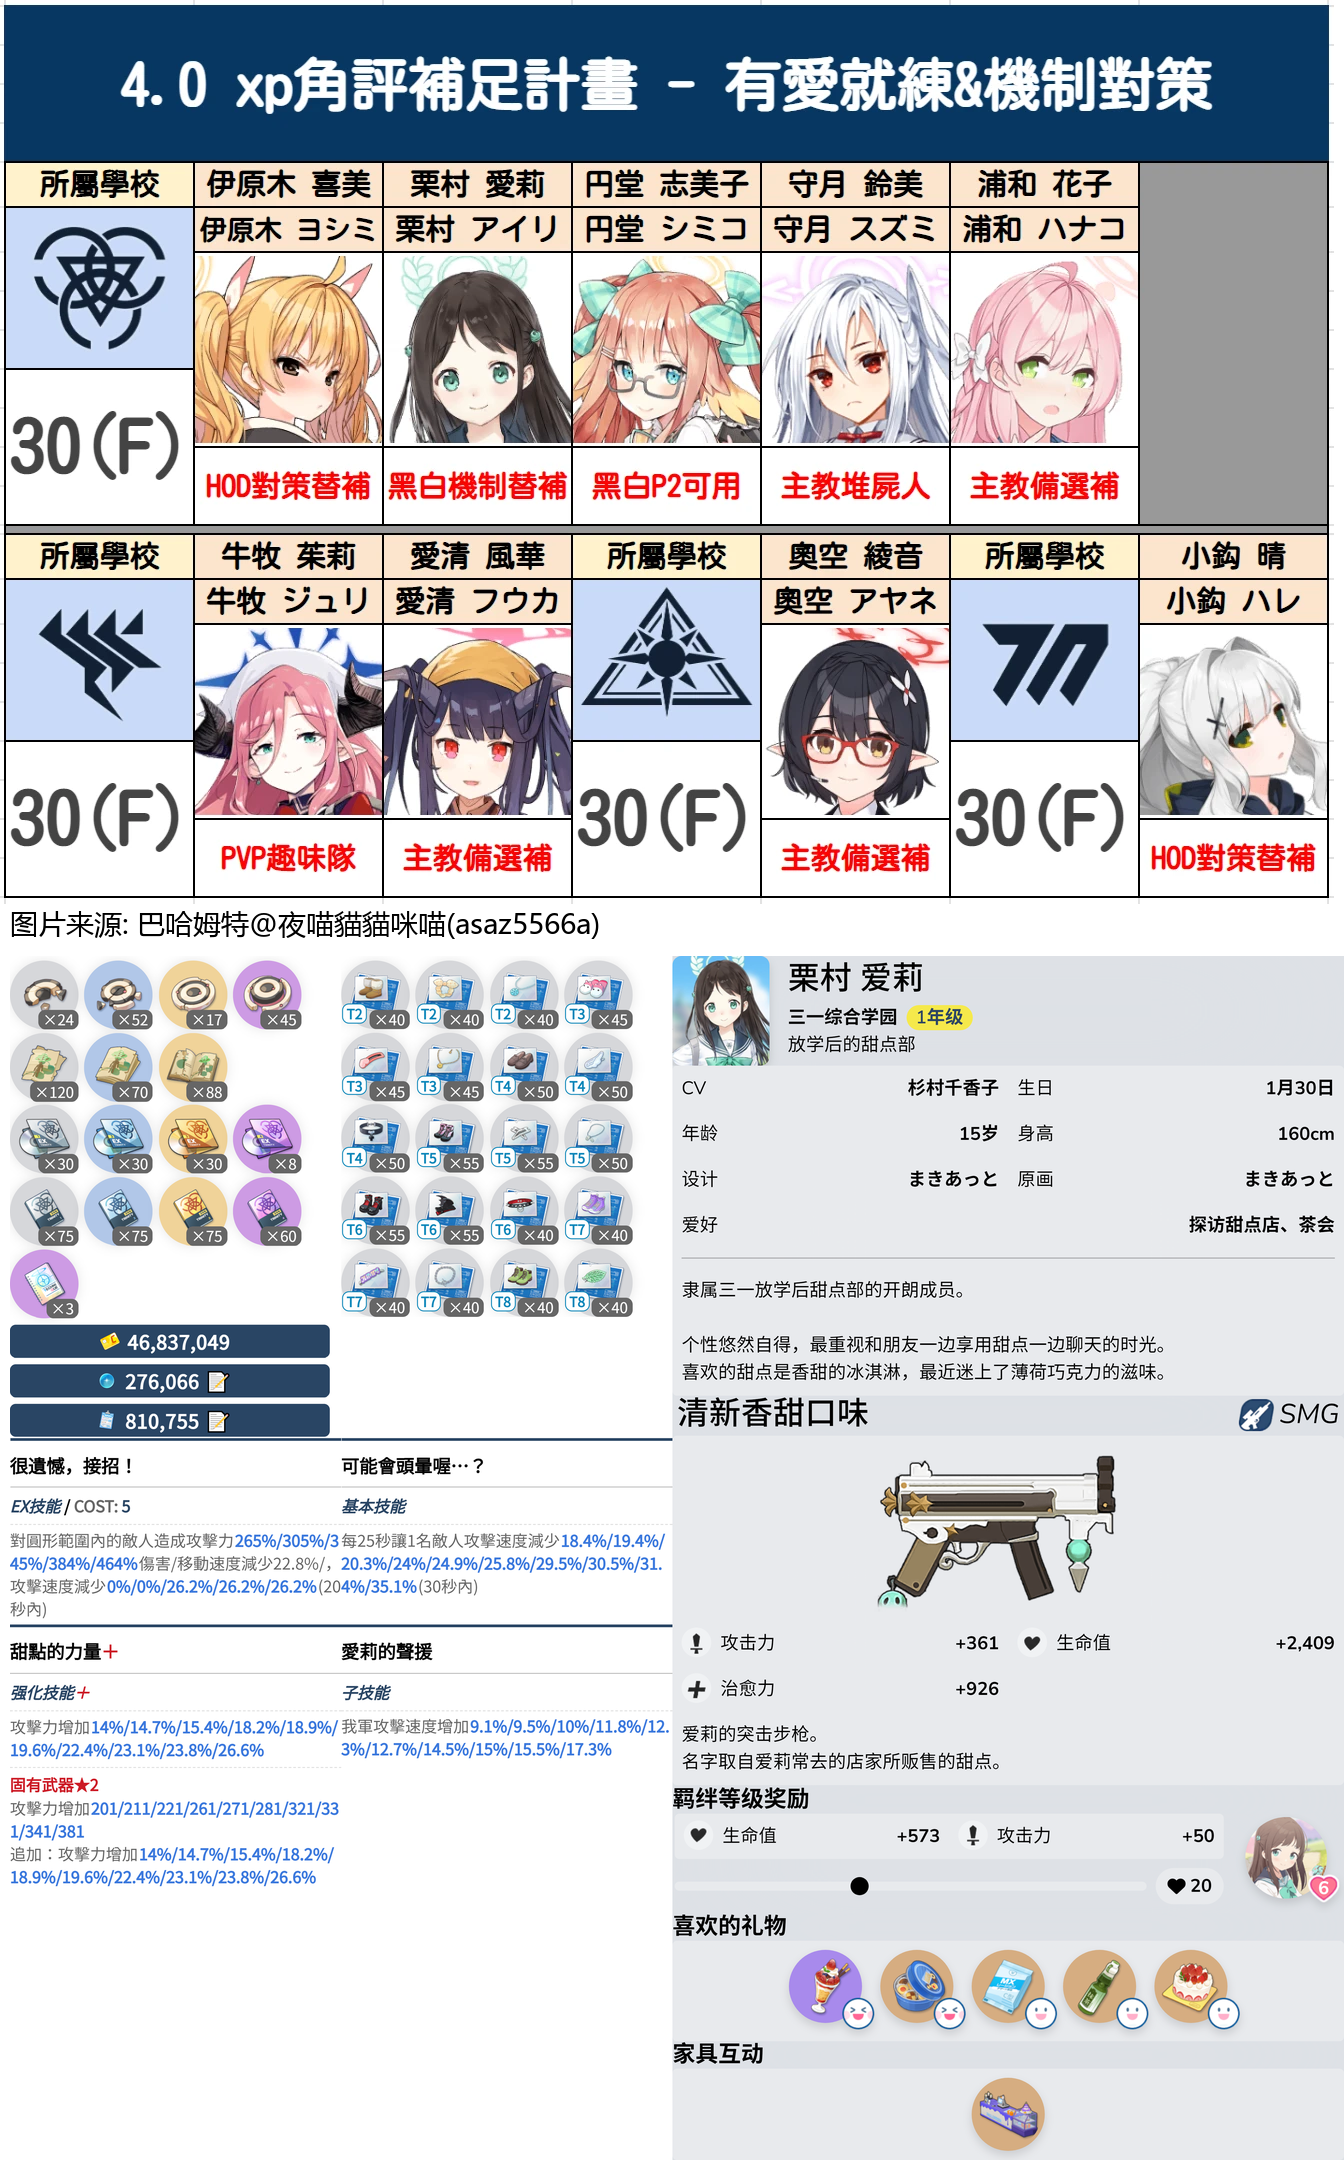 4.0 xp角評補足計畫 - 有愛就練&機制對策
所屬學校
伊原木 喜美
栗村 愛莉
円堂 志美子
守月 鈴美
浦和 花子
伊原木 ヨシミ
栗村 アイリ
円堂 シミコ
守月 スズミ
浦和 ハナコ
30(F)
HOD對策替補
黑白機制替補
黑白P2可用
主教堆屍人
主教備選補
所屬學校
牛牧 茱莉
愛清 風華
所屬學校
奧空 綾音
所屬學校
小鈎 晴
牛牧 ジュリ
愛清 フウカ
奧空 アヤネ
小鈎 ハレ
30(F)
30(F)
30(F)
PVP趣味隊
主教備選補
主教備選補
HOD對策替補
图片来源: 巴哈姆特@夜喵貓貓咪喵(asaz5566a)
×24
×52
×17
×45
×120
×70
×88
×30
×30
×30
×8
×75
×75
×75
×60
×3
46,837,049
276,066
810,755
T2 ×40
T2 ×40
T2 ×40
T3 ×45
T3 ×45
T3 ×45
T4 ×50
T4 ×50
T4 ×50
T5 ×55
T5 ×55
T5 ×50
T6 ×55
T6 ×55
T6 ×40
T7 ×40
T7 ×40
T7 ×40
T8 ×40
T8 ×40
很遺憾，接招！
EX技能 / COST: 5
對圓形範圍內的敵人造成攻擊力265%/305%/3
45%/384%/464%傷害/移動速度減少22.8%/，
攻擊速度減少0%/0%/26.2%/26.2%/26.2%(20
秒內)
可能會頭暈喔…？
基本技能
每25秒讓1名敵人攻擊速度減少18.4%/19.4%/
20.3%/24%/24.9%/25.8%/29.5%/30.5%/31.
4%/35.1%(30秒內)
甜點的力量＋
强化技能＋
攻擊力增加14%/14.7%/15.4%/18.2%/18.9%/
19.6%/22.4%/23.1%/23.8%/26.6%
固有武器★2
攻擊力增加201/211/221/261/271/281/321/33
1/341/381
追加：攻擊力增加14%/14.7%/15.4%/18.2%/
18.9%/19.6%/22.4%/23.1%/23.8%/26.6%
愛莉的聲援
子技能
我軍攻擊速度增加9.1%/9.5%/10%/11.8%/12.
3%/12.7%/14.5%/15%/15.5%/17.3%
栗村 爱莉
三一综合学园 1年级
放学后的甜点部
CV 杉村千香子 生日 1月30日
年龄 15岁 身高 160cm
设计 まきあっと 原画 まきあっと
爱好 探访甜点店、茶会
隶属三一放学后甜点部的开朗成员。
个性悠然自得，最重视和朋友一边享用甜点一边聊天的时光。
喜欢的甜点是香甜的冰淇淋，最近迷上了薄荷巧克力的滋味。
清新香甜口味 SMG
攻击力 +361 生命值 +2,409
治愈力 +926
爱莉的突击步枪。
名字取自爱莉常去的店家所贩售的甜点。
羁绊等级奖励
生命值 +573 攻击力 +50
20
6
喜欢的礼物
MX
家具互动